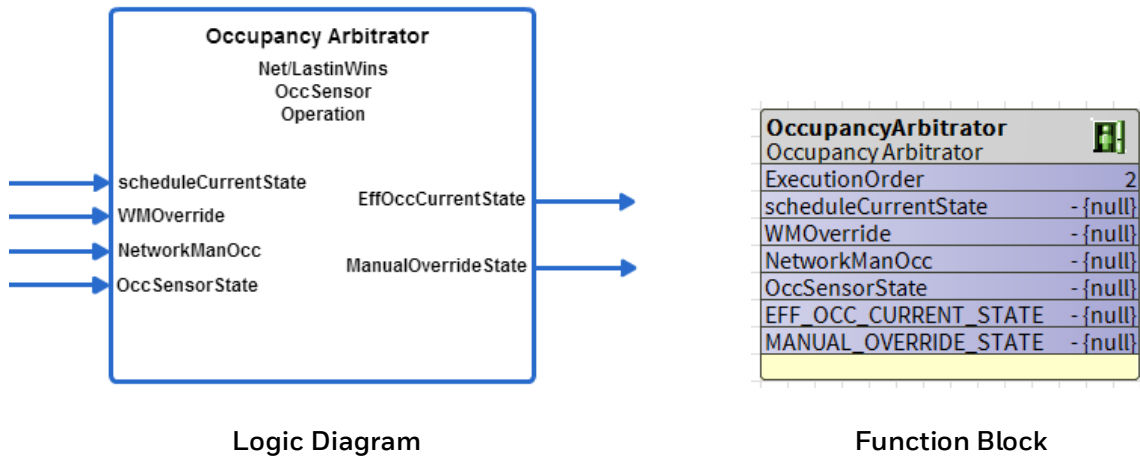 Occupancy Arbitrator
Net/LastinWins
OccSensor
Operation
scheduleCurrentState
WMOverride
NetworkManOcc
OccSensorState
EffOccCurrentState
ManualOverrideState
Logic Diagram
OccupancyArbitrator
Occupancy Arbitrator
ExecutionOrder 2
scheduleCurrentState - {null}
WMOverride - {null}
NetworkManOcc - {null}
OccSensorState - {null}
EFF_OCC_CURRENT_STATE - {null}
MANUAL_OVERRIDE_STATE - {null}
Function Block